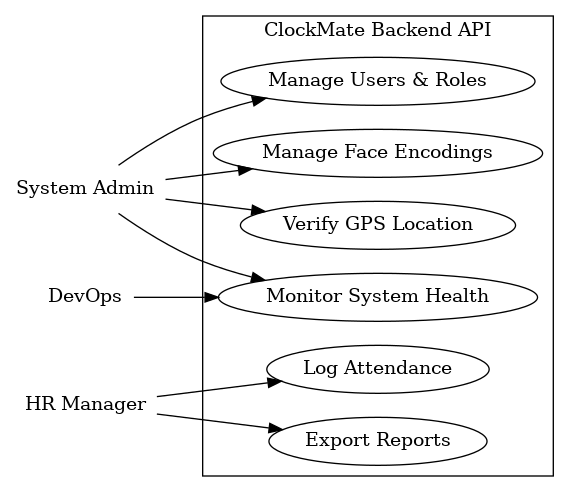 ClockMate Backend API
Manage Users & Roles
Manage Face Encodings
System Admin
Verify GPS Location
DevOps
Monitor System Health
Log Attendance
HR Manager
Export Reports